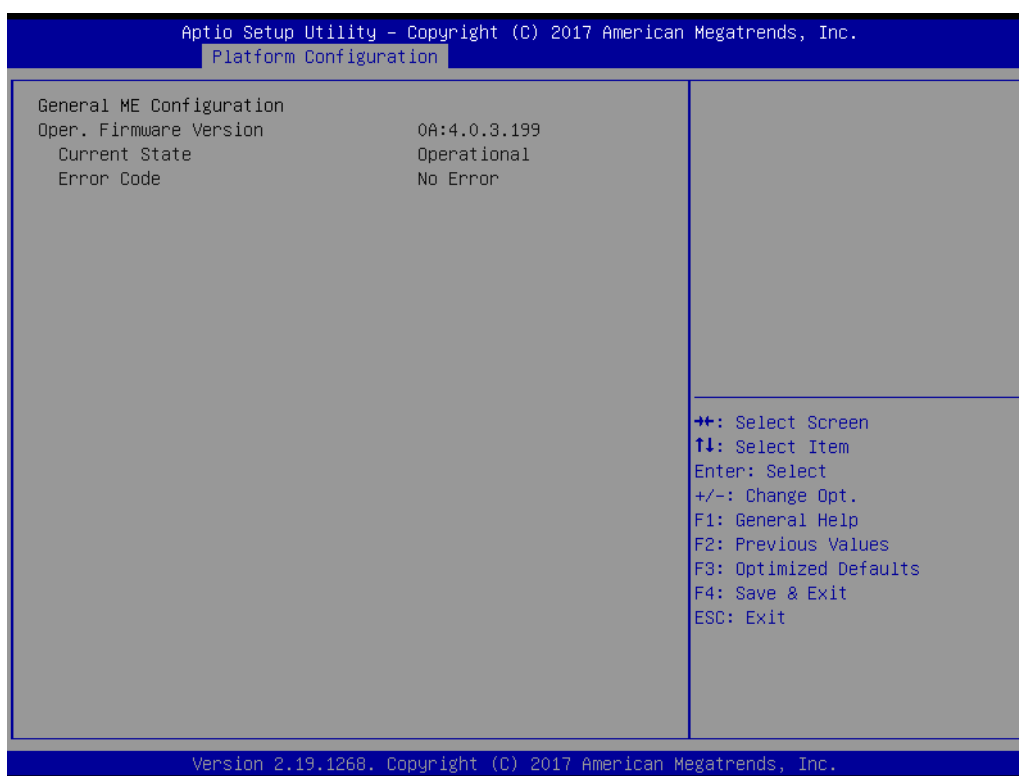 Aptio Setup Utility – Copyright (C) 2017 American Megatrends, Inc.
Platform Configuration
General ME Configuration
Oper. Firmware Version 0A:4.0.3.199
Current State Operational
Error Code No Error
→←: Select Screen
↑↓: Select Item
Enter: Select
+/-: Change Opt.
F1: General Help
F2: Previous Values
F3: Optimized Defaults
F4: Save & Exit
ESC: Exit
Version 2.19.1268. Copyright (C) 2017 American Megatrends, Inc.